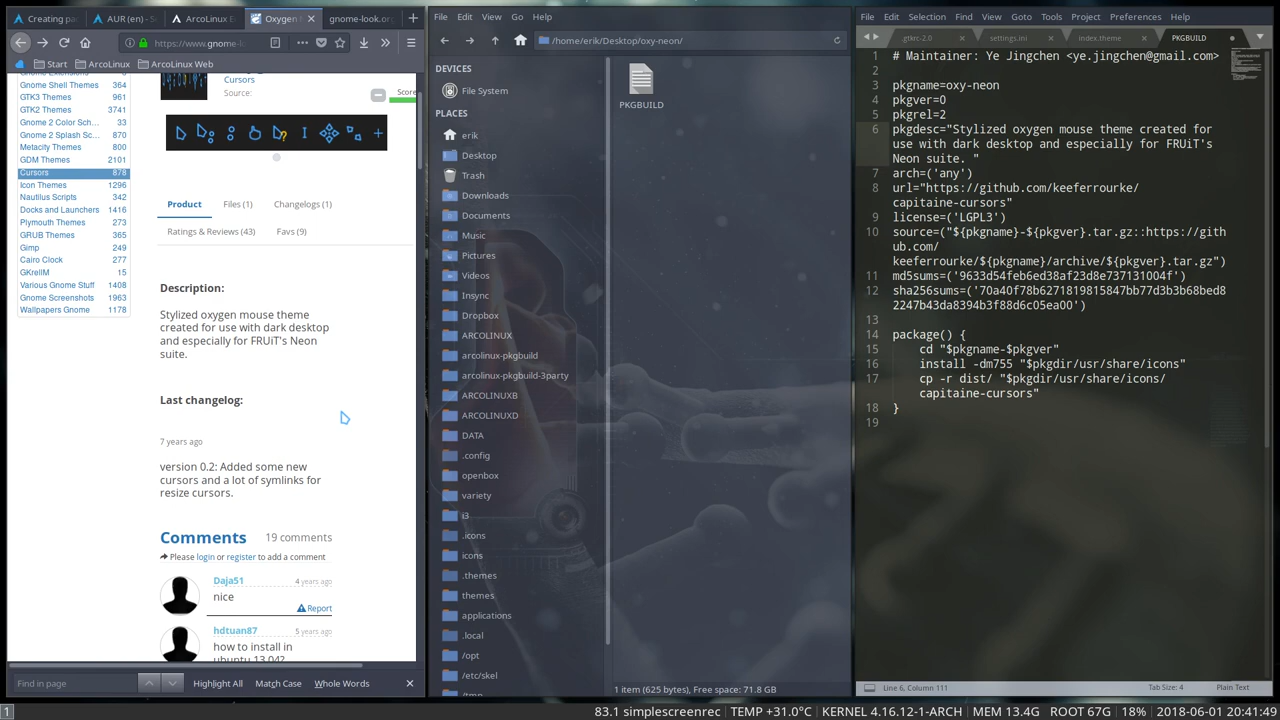 Creating pa
AUR (en) - S
ArcoLinux E
Oxygen
gnome-look.org
https://www.gnome-l
Start
ArcoLinux
ArcoLinux Web
Gnome Extensions
Gnome Shell Themes 364
GTK3 Themes 961
GTK2 Themes 3741
Gnome 2 Color Sch... 33
Gnome 2 Splash Sc... 870
Metacity Themes 800
GDM Themes 2101
Cursors 878
Icon Themes 1296
Nautilus Scripts 342
Docks and Launchers 1416
Plymouth Themes 273
GRUB Themes 365
Gimp 249
Cairo Clock 277
GKrellM 15
Various Gnome Stuff 1408
Gnome Screenshots 1963
Wallpapers Gnome 1178
Cursors
Source:
Score
Product
Files (1)
Changelogs (1)
Ratings & Reviews (43)
Favs (9)
Description:
Stylized oxygen mouse theme
created for use with dark desktop
and especially for FRUiT's Neon
suite.
Last changelog:
7 years ago
version 0.2: Added some new
cursors and a lot of symlinks for
resize cursors.
Comments 19 comments
Please login or register to add a comment
Daja51 4 years ago
nice
Report
hdtuan87 5 years ago
how to install in
ubuntu 13.04?
Find in page
Highlight All
Match Case
Whole Words
File Edit View Go Help
/home/erik/Desktop/oxy-neon/
DEVICES
File System
PLACES
erik
Desktop
Trash
Downloads
Documents
Music
Pictures
Videos
Insync
Dropbox
ARCOLINUX
arcolinux-pkgbuild
arcolinux-pkgbuild-3party
ARCOLINUXB
ARCOLINUXD
DATA
.config
openbox
variety
i3
.icons
icons
.themes
themes
applications
.local
/opt
/etc/skel
/tmp
PKGBUILD
1 item (625 bytes), Free space: 71.8 GB
File Edit Selection Find View Goto Tools Project Preferences Help
.gtkrc-2.0
settings.ini
index.theme
PKGBUILD
1 # Maintainer: Ye Jingchen <ye.jingchen@gmail.com>
2
3 pkgname=oxy-neon
4 pkgver=0
5 pkgrel=2
6 pkgdesc="Stylized oxygen mouse theme created for
use with dark desktop and especially for FRUiT's
Neon suite. "
7 arch=('any')
8 url="https://github.com/keeferrourke/
capitaine-cursors"
9 license=('LGPL3')
10 source=("${pkgname}-${pkgver}.tar.gz::https://gith
ub.com/
keeferrourke/${pkgname}/archive/${pkgver}.tar.gz")
11 md5sums=('9633d54feb6ed38af23d8e737131004f')
12 sha256sums=('70a40f78b6271819815847bb77d3b3b68bed8
2247b43da8394b3f88d6c05ea00')
13
14 package() {
15 cd "$pkgname-$pkgver"
16 install -dm755 "$pkgdir/usr/share/icons"
17 cp -r dist/ "$pkgdir/usr/share/icons/
capitaine-cursors"
18 }
19
Line 6, Column 111
Tab Size: 4
Plain Text
1
83.1 simplescreenrec | TEMP +31.0°C | KERNEL 4.16.12-1-ARCH | MEM 13.4G ROOT 67G | 18% | 2018-06-01 20:41:49